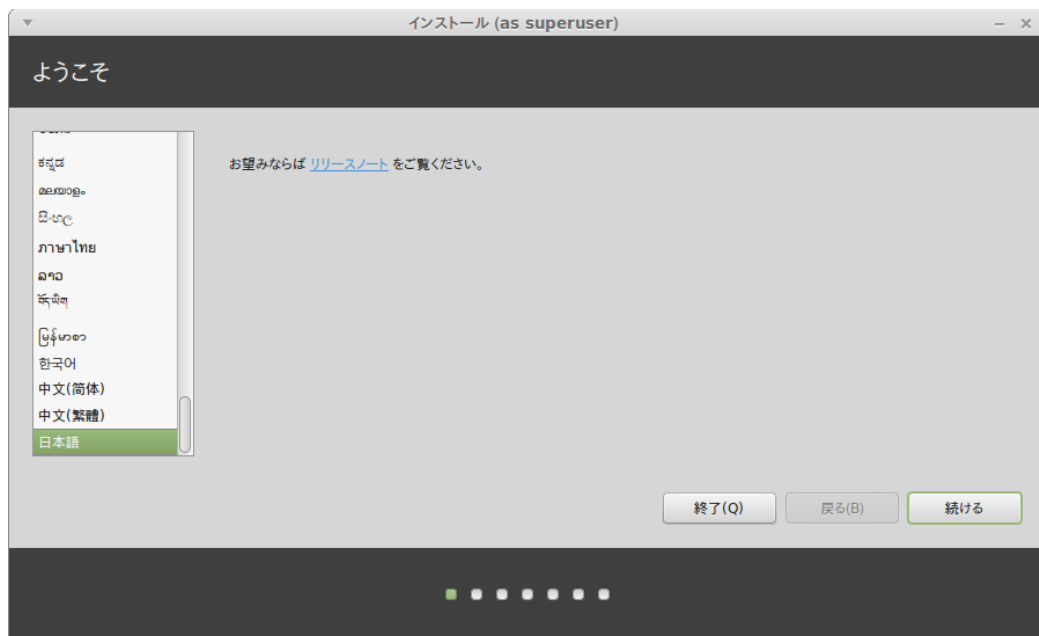 インストール (as superuser)
ようこそ
ಕನ್ನಡ
お望みならば リリースノート をご覧ください。
മലയാളം
සිංහල
ภาษาไทย
ລາວ
བོད་ཡིག
မြန်မာစာ
한국어
中文(简体)
中文(繁體)
日本語
終了(Q)
戻る(B)
続ける